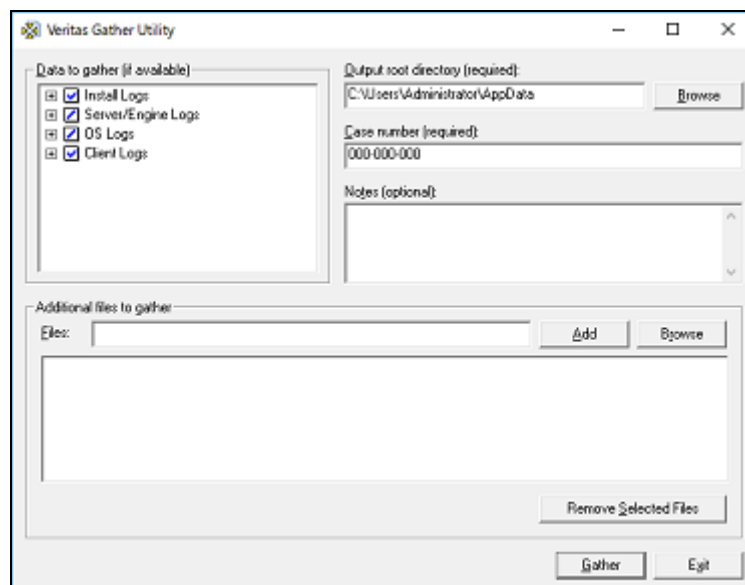 Veritas Gather Utility
Data to gather (if available)
Install Logs
Server/Engine Logs
OS Logs
Client Logs
Output root directory (required):
C:\Users\Administrator\AppData
Browse
Case number (required):
000-000-000
Notes (optional):
Additional files to gather
Files:
Add
Browse
Remove Selected Files
Gather
Exit